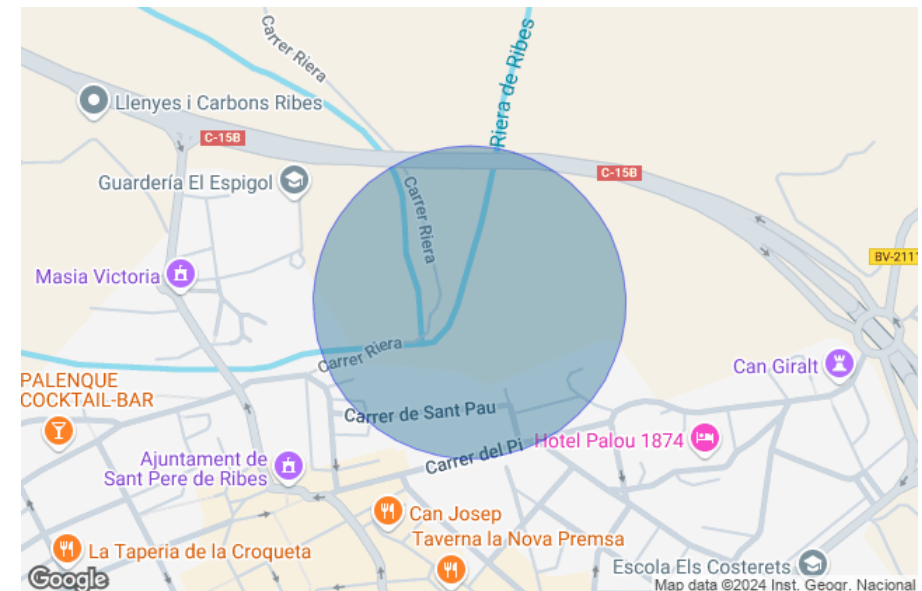 Carrer Riera
Riera de Ribes
Llenyes i Carbons Ribes
C-15B
Guardería El Espigol
C-15B
Carrer Riera
Masia Victoria
BV-2111
Carrer Riera
Can Giralt
PALENQUE
COCKTAIL-BAR
Carrer de Sant Pau
Hotel Palou 1874
Carrer del Pi
Ajuntament de
Sant Pere de Ribes
Can Josep
Taverna la Nova Premsa
La Taperia de la Croqueta
Escola Els Costerets
Google
Map data ©2024 Inst. Geogr. Nacional